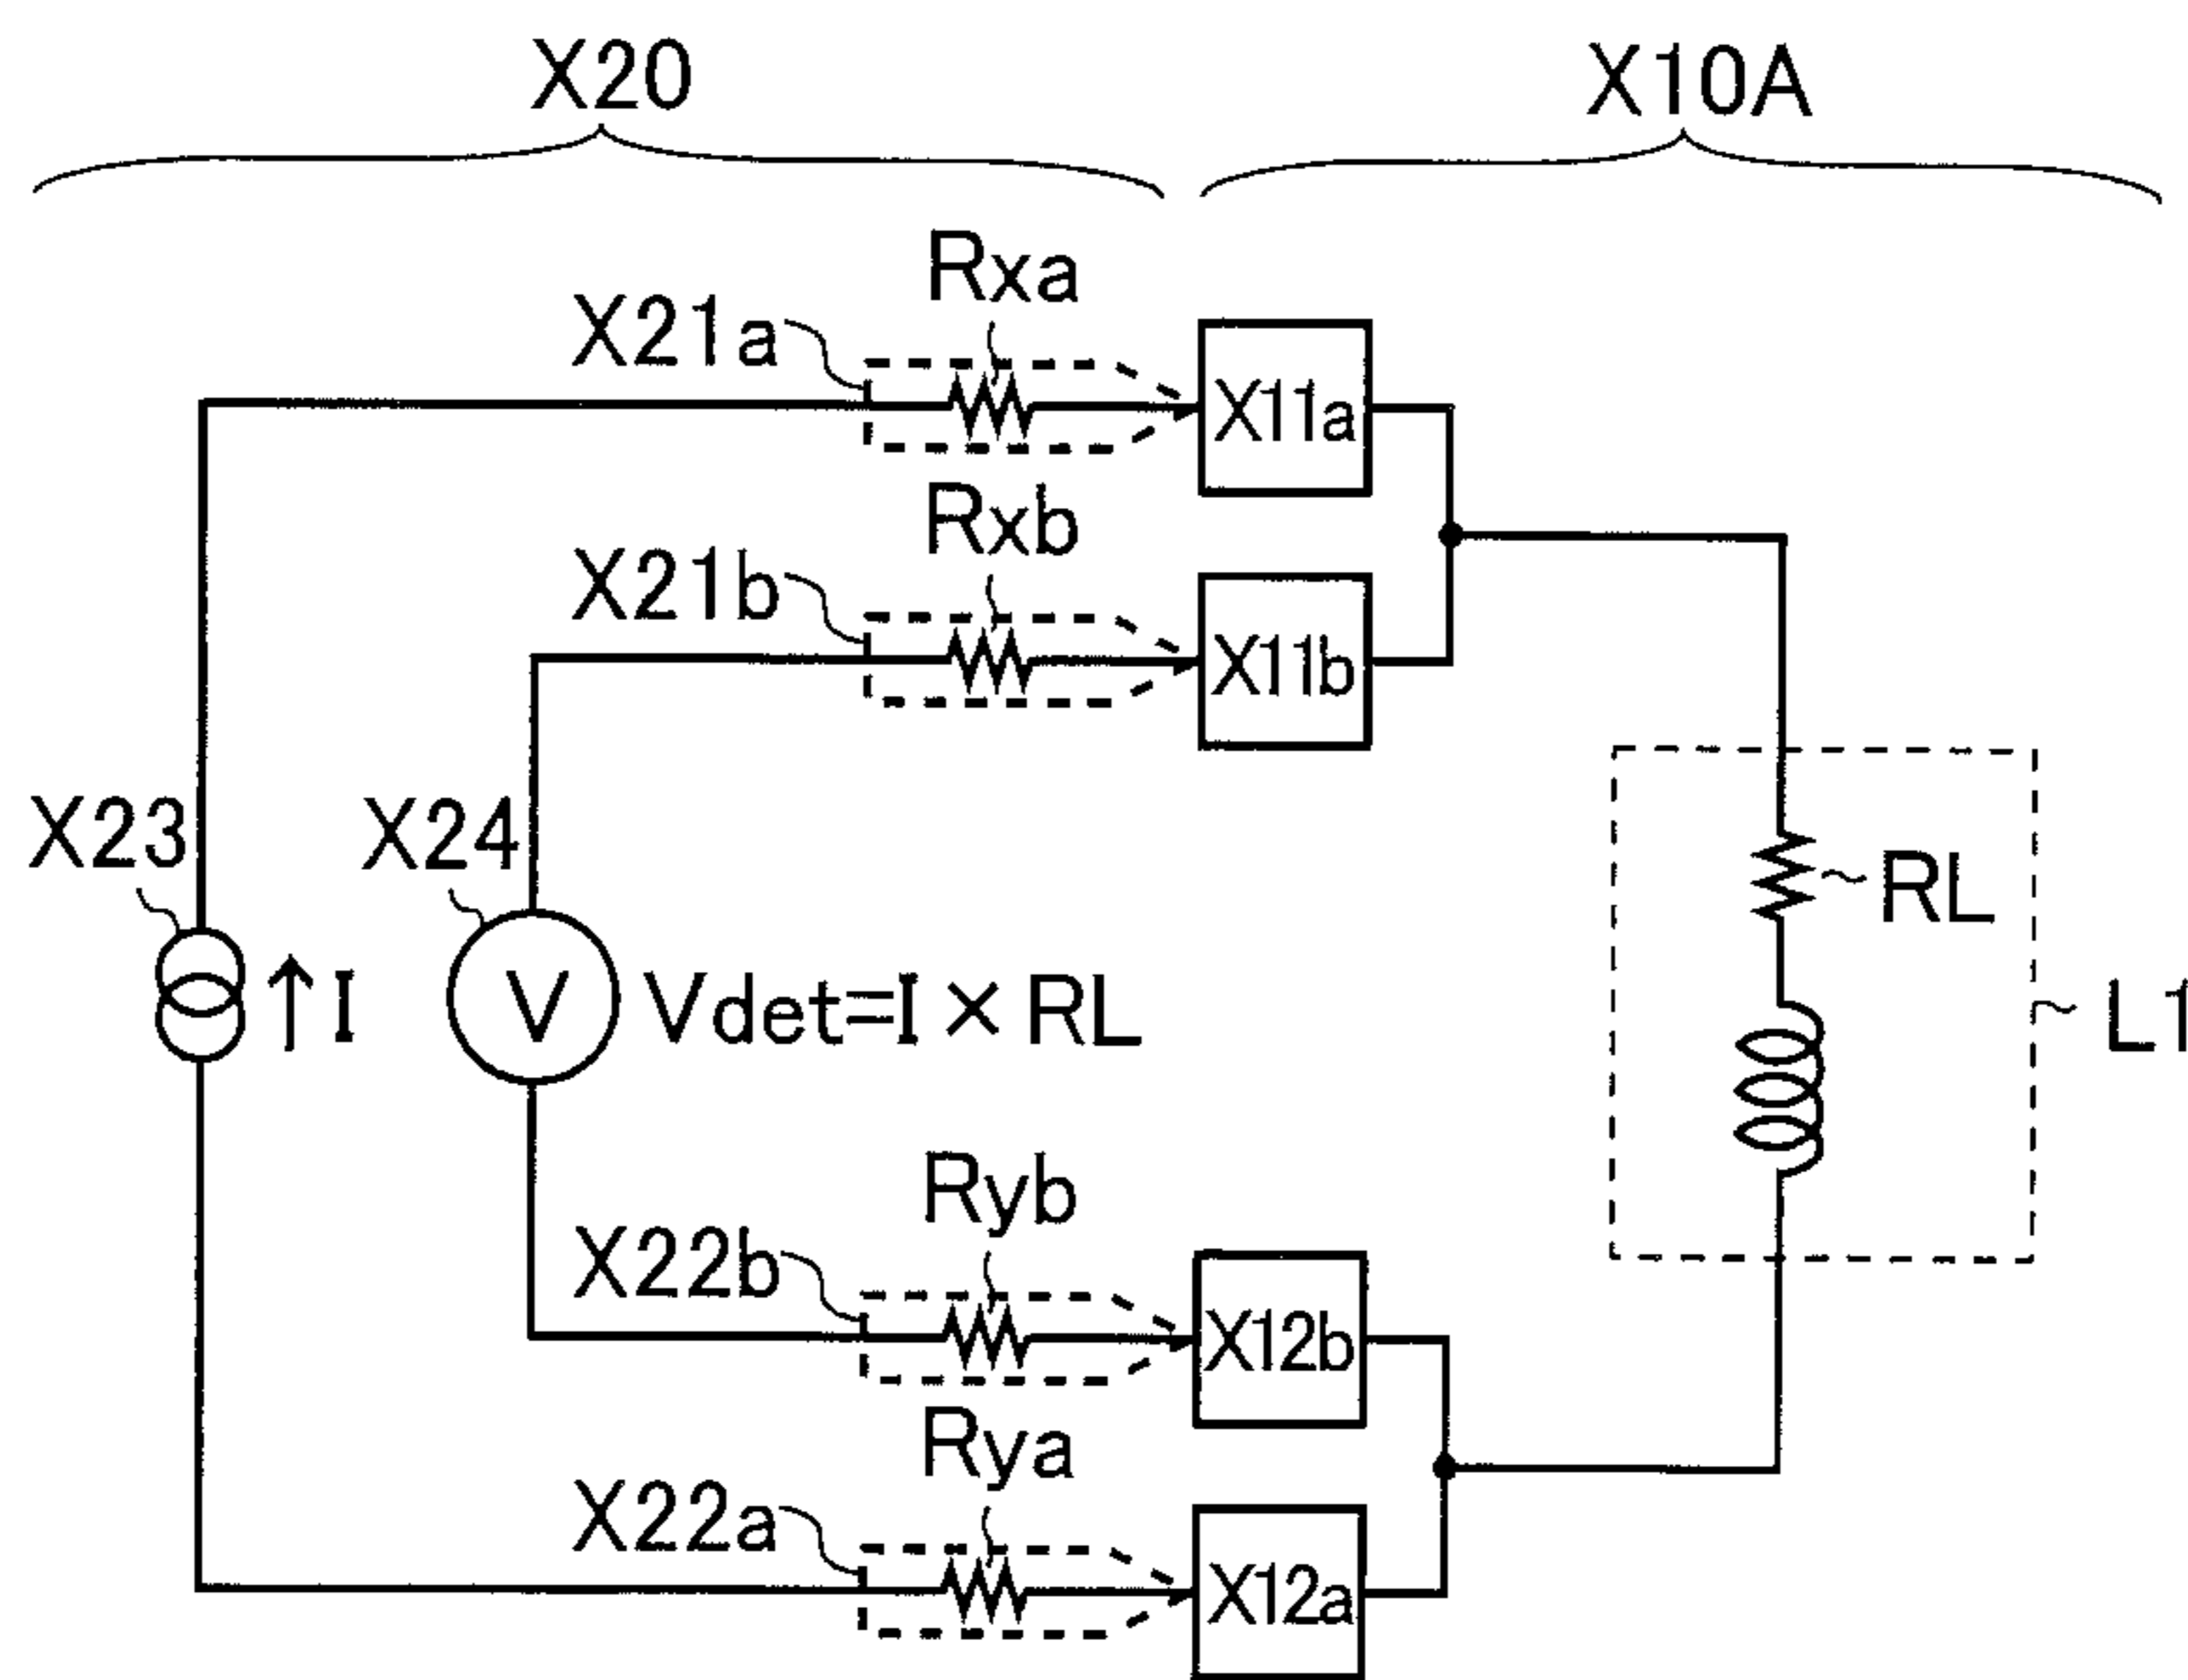 X20
X10A
Rxa
X21a
X11a
Rxb
X21b
X11b
X23
X24
RL
I
V
Vdet=I×RL
L1
Ryb
X22b
X12b
Rya
X22a
X12a